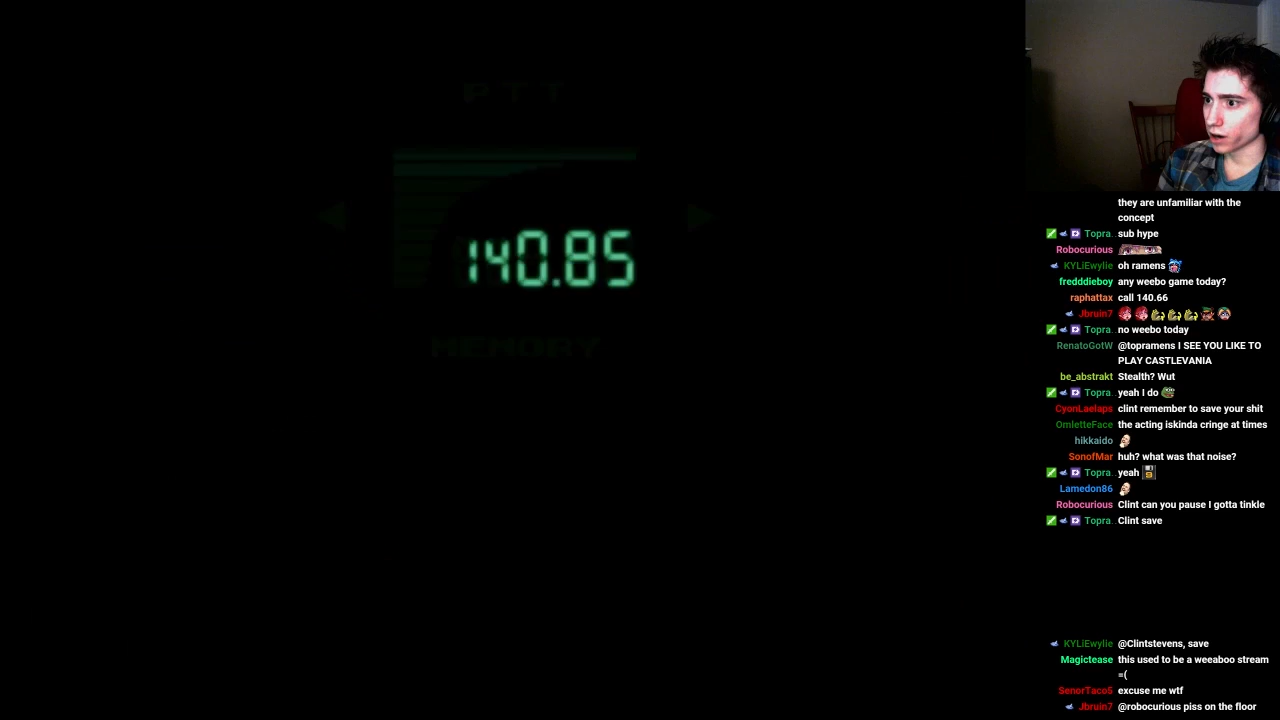 PTT
140.85
MEMORY
they are unfamiliar with the
concept
Topra. sub hype
Robocurious
KYLiEwylie oh ramens
fredddieboy any weebo game today?
raphattax call 140.66
Jbruin7
Topra. no weebo today
RenatoGotW @topramens I SEE YOU LIKE TO
PLAY CASTLEVANIA
be_abstrakt Stealth? Wut
Topra. yeah I do
CyonLaelaps clint remember to save your shit
OmletteFace the acting iskinda cringe at times
hikkaido
SonofMar huh? what was that noise?
Topra. yeah
Lamedon86
Robocurious Clint can you pause I gotta tinkle
Topra. Clint save
KYLiEwylie @Clintstevens, save
Magictease this used to be a weeaboo stream
=(
SenorTaco5 excuse me wtf
Jbruin7 @robocurious piss on the floor